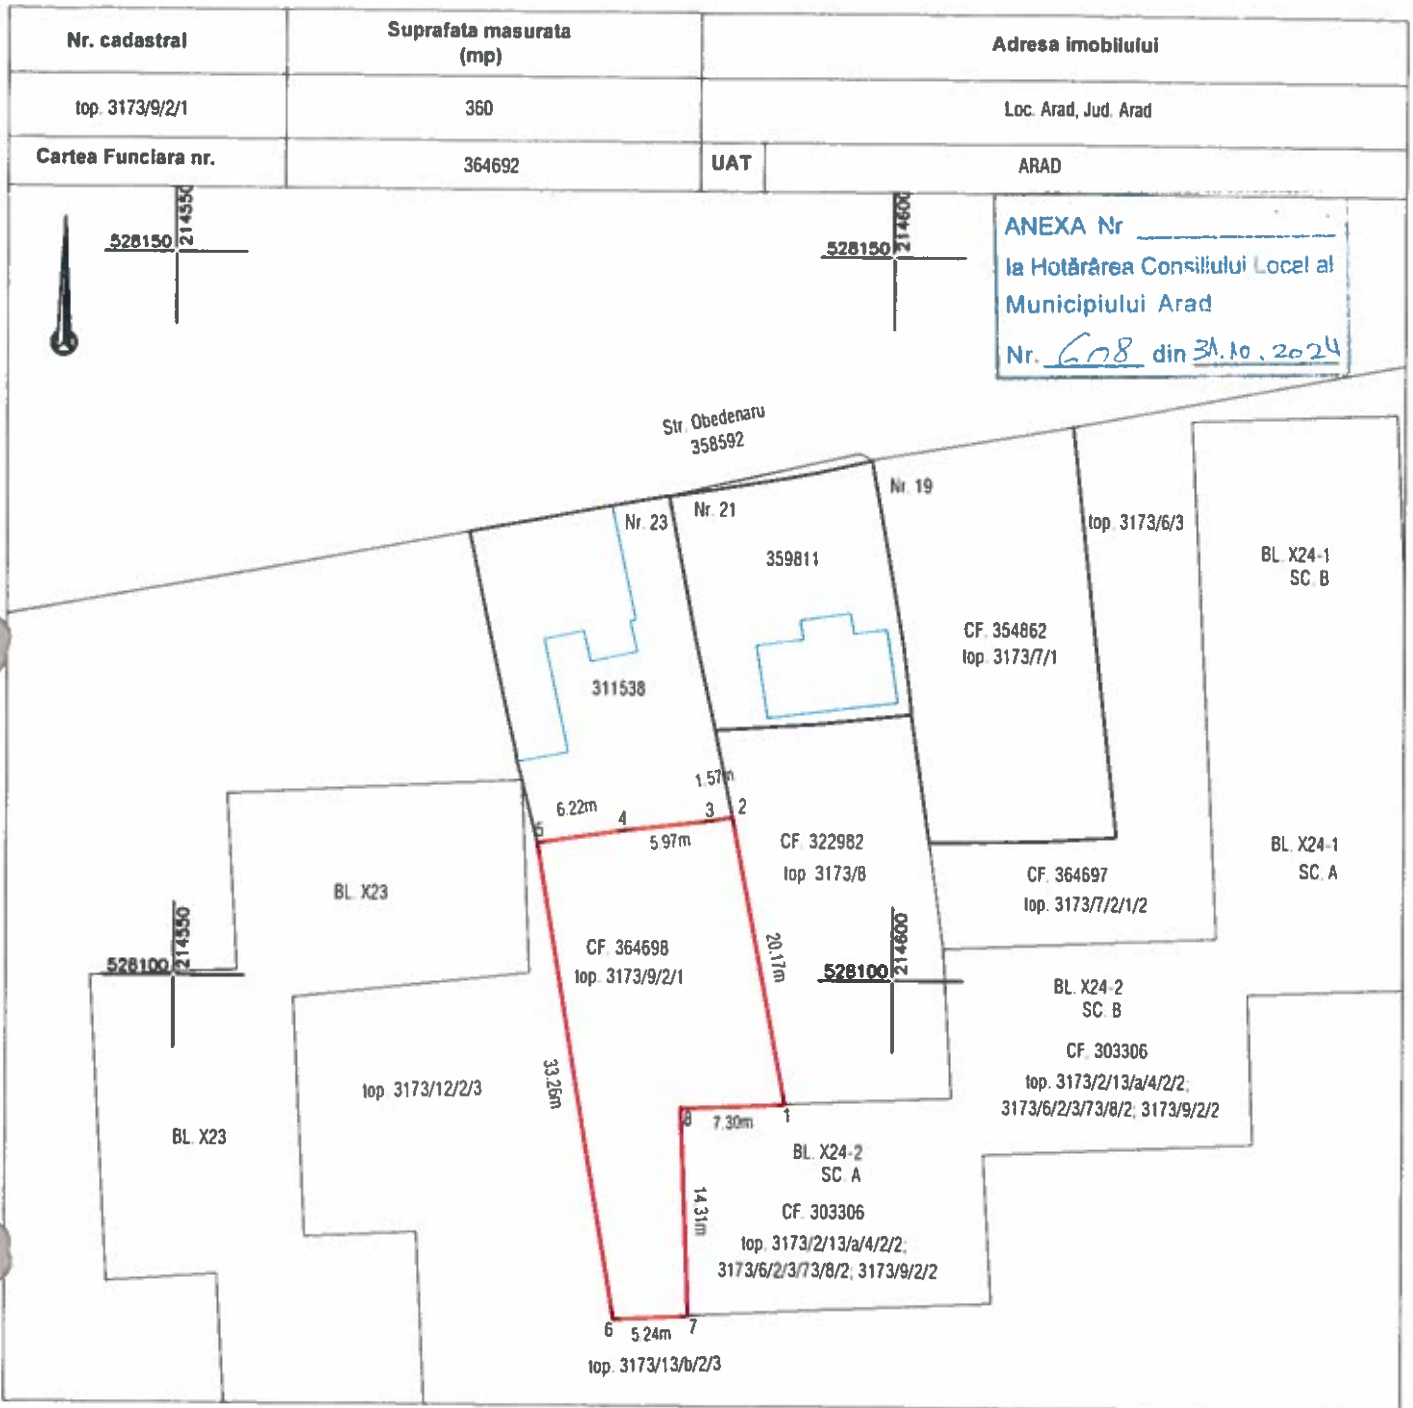 Nr. cadastral
Suprafata masurata
(mp)
Adresa imobilului
top. 3173/9/2/1
360
Loc. Arad, Jud. Arad
Cartea Funciara nr.
364692
UAT
ARAD
528150
214550
528150
214600
ANEXA Nr
la Hotărârea Consiliului Local al
Municipiului Arad
Nr. 608 din 31.10.2024
Str. Obedenaru
358592
Nr. 23
Nr. 21
Nr. 19
top. 3173/6/3
BL. X24-1
SC. B
359811
CF. 354862
top. 3173/7/1
311538
1.57m
6.22m
5
4
3
2
5.97m
CF. 322982
top. 3173/8
BL. X24-1
SC. A
CF. 364697
top. 3173/7/2/1/2
BL. X23
528100
214550
CF. 364698
top. 3173/9/2/1
20.17m
528100
214600
BL. X24-2
SC. B
CF. 303306
top. 3173/2/13/a/4/2/2;
3173/6/2/3/73/8/2; 3173/9/2/2
33.26m
top. 3173/12/2/3
BL. X23
8
7.30m
1
BL. X24-2
SC. A
14.31m
CF. 303306
top. 3173/2/13/a/4/2/2;
3173/6/2/3/73/8/2; 3173/9/2/2
6
5.24m
7
top. 3173/13/b/2/3